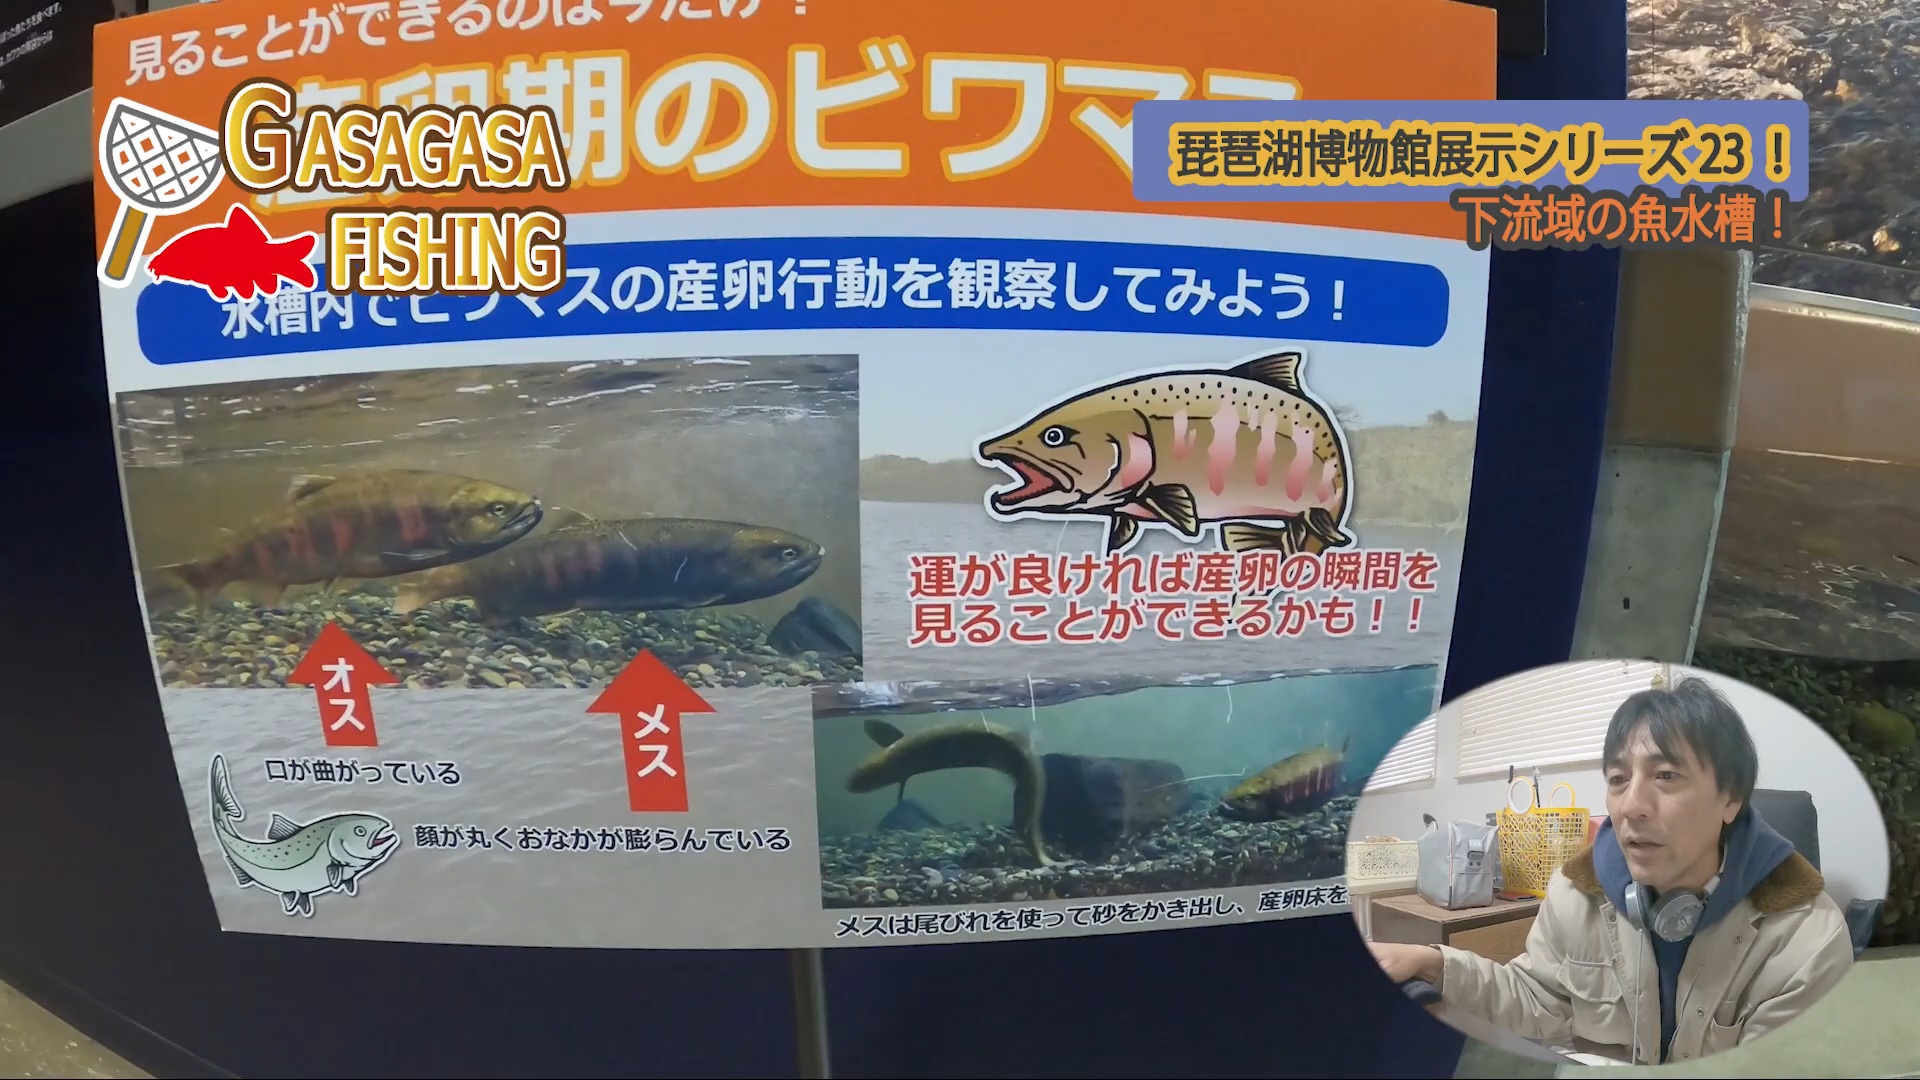 見ることができるのは今だけ！
産卵期のビワマス
GASAGASA
FISHING
琵琶湖博物館展示シリーズ23！
下流域の魚水槽！
水槽内でビワマスの産卵行動を観察してみよう！
運が良ければ産卵の瞬間を
見ることができるかも！！
オス
メス
口が曲がっている
顔が丸くおなかが膨らんでいる
メスは尾びれを使って砂をかき出し、産卵床を